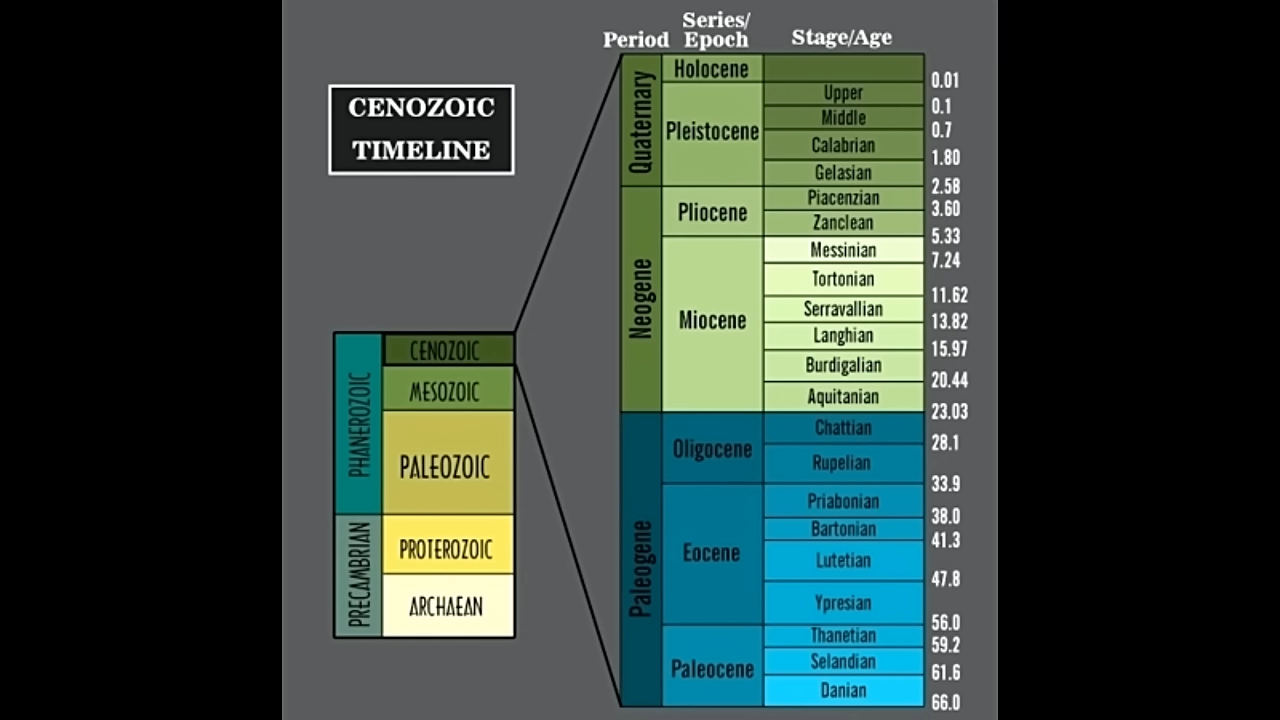 CENOZOIC
TIMELINE
PHANEROZOIC
CENOZOIC
MESOZOIC
PALEOZOIC
PRECAMBRIAN
PROTEROZOIC
ARCHAEAN
Period
Series/
Epoch
Stage/Age
Quaternary
Holocene
0.01
Pleistocene
Upper
0.1
Middle
0.7
Calabrian
1.80
Gelasian
2.58
Neogene
Pliocene
Piacenzian
3.60
Zanclean
5.33
Miocene
Messinian
7.24
Tortonian
11.62
Serravallian
13.82
Langhian
15.97
Burdigalian
20.44
Aquitanian
23.03
Paleogene
Oligocene
Chattian
28.1
Rupelian
33.9
Eocene
Priabonian
38.0
Bartonian
41.3
Lutetian
47.8
Ypresian
56.0
Paleocene
Thanetian
59.2
Selandian
61.6
Danian
66.0